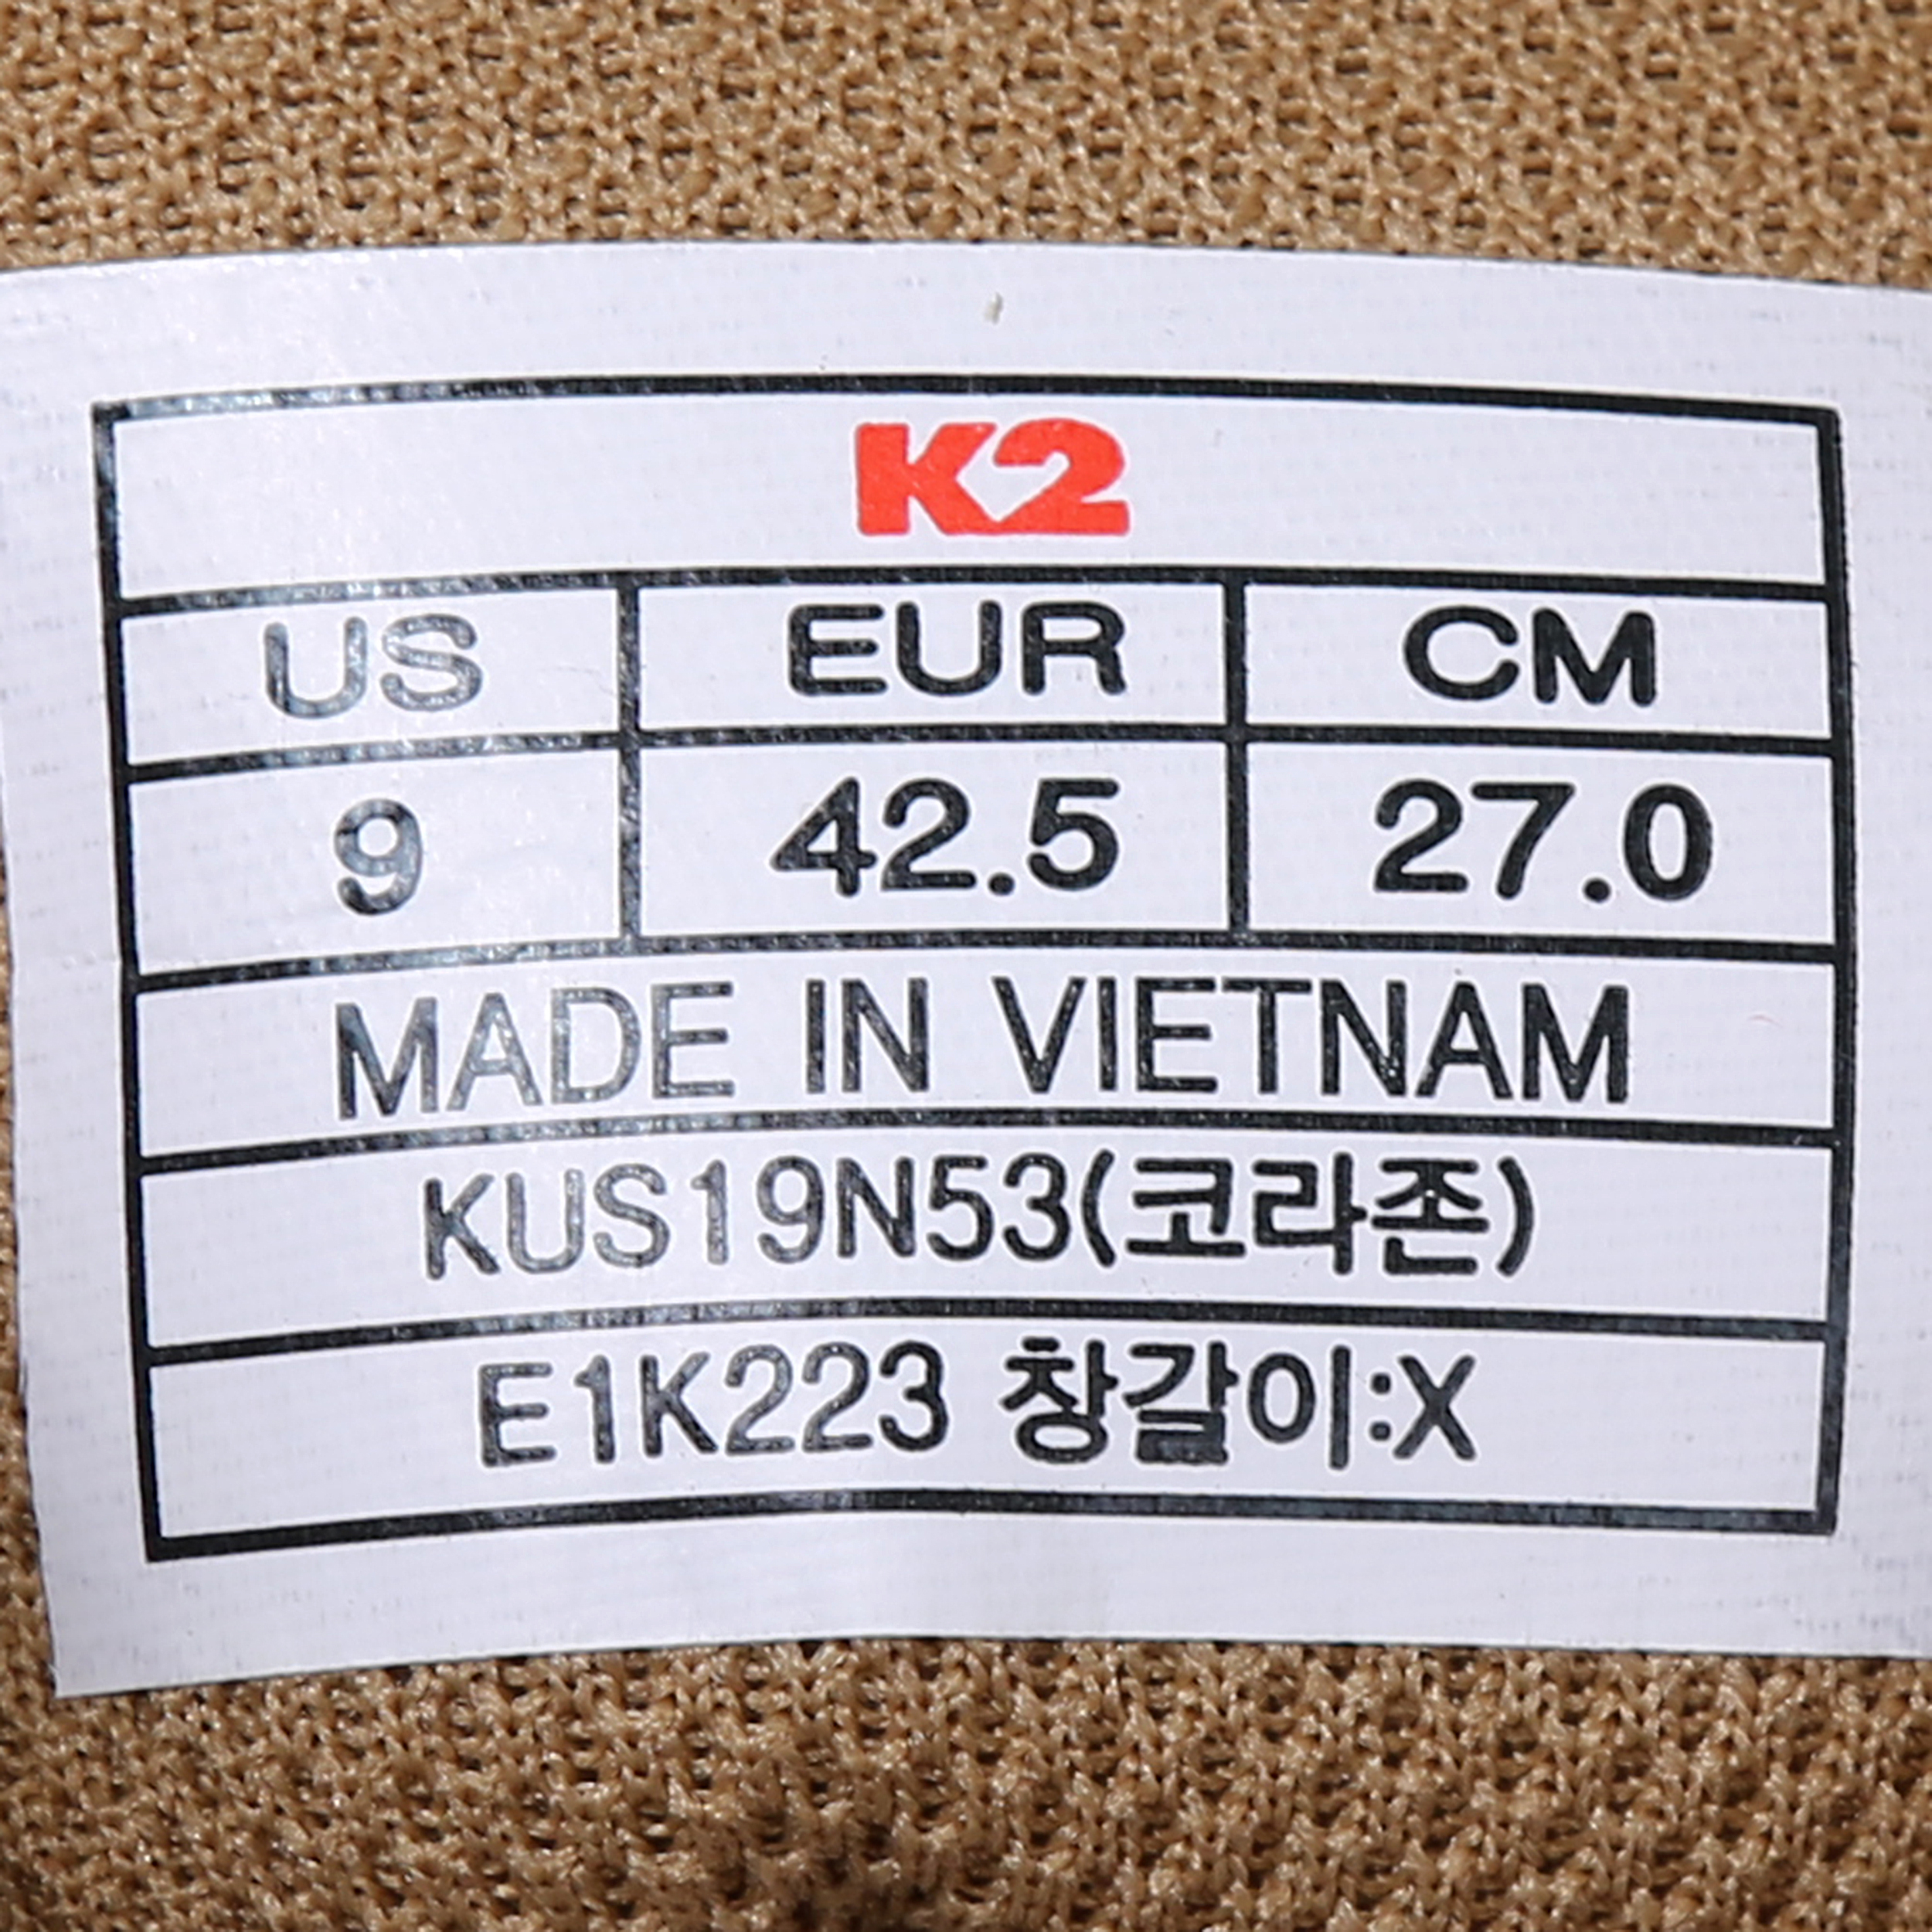 K2
US EUR CM
9 42.5 27.0
MADE IN VIETNAM
KUS19N53(코라존)
E1K223 창갈이:X